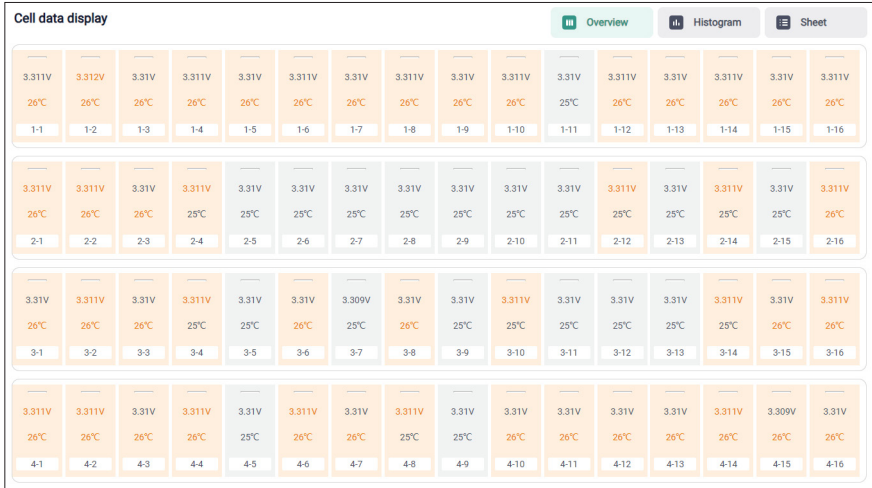 Cell data display Overview Histogram Sheet
3.311V 3.312V 3.31V 3.311V 3.31V 3.311V 3.31V 3.311V 3.31V 3.311V 3.31V 3.311V 3.31V 3.311V 3.31V 3.311V
26℃ 26℃ 26℃ 26℃ 26℃ 26℃ 26℃ 26℃ 26℃ 26℃ 25℃ 26℃ 26℃ 26℃ 26℃ 26℃
1-1 1-2 1-3 1-4 1-5 1-6 1-7 1-8 1-9 1-10 1-11 1-12 1-13 1-14 1-15 1-16
3.311V 3.311V 3.31V 3.311V 3.31V 3.31V 3.31V 3.31V 3.31V 3.31V 3.31V 3.311V 3.31V 3.311V 3.31V 3.311V
26℃ 26℃ 26℃ 25℃ 25℃ 25℃ 25℃ 25℃ 25℃ 25℃ 25℃ 25℃ 25℃ 25℃ 25℃ 26℃
2-1 2-2 2-3 2-4 2-5 2-6 2-7 2-8 2-9 2-10 2-11 2-12 2-13 2-14 2-15 2-16
3.31V 3.311V 3.31V 3.311V 3.31V 3.31V 3.309V 3.31V 3.31V 3.311V 3.31V 3.31V 3.31V 3.311V 3.31V 3.311V
26℃ 26℃ 26℃ 25℃ 25℃ 26℃ 25℃ 26℃ 25℃ 25℃ 25℃ 25℃ 25℃ 25℃ 26℃ 26℃
3-1 3-2 3-3 3-4 3-5 3-6 3-7 3-8 3-9 3-10 3-11 3-12 3-13 3-14 3-15 3-16
3.311V 3.311V 3.31V 3.311V 3.31V 3.311V 3.31V 3.311V 3.31V 3.31V 3.31V 3.31V 3.31V 3.311V 3.309V 3.31V
26℃ 26℃ 26℃ 26℃ 25℃ 26℃ 26℃ 25℃ 25℃ 26℃ 26℃ 26℃ 26℃ 26℃ 26℃ 26℃
4-1 4-2 4-3 4-4 4-5 4-6 4-7 4-8 4-9 4-10 4-11 4-12 4-13 4-14 4-15 4-16